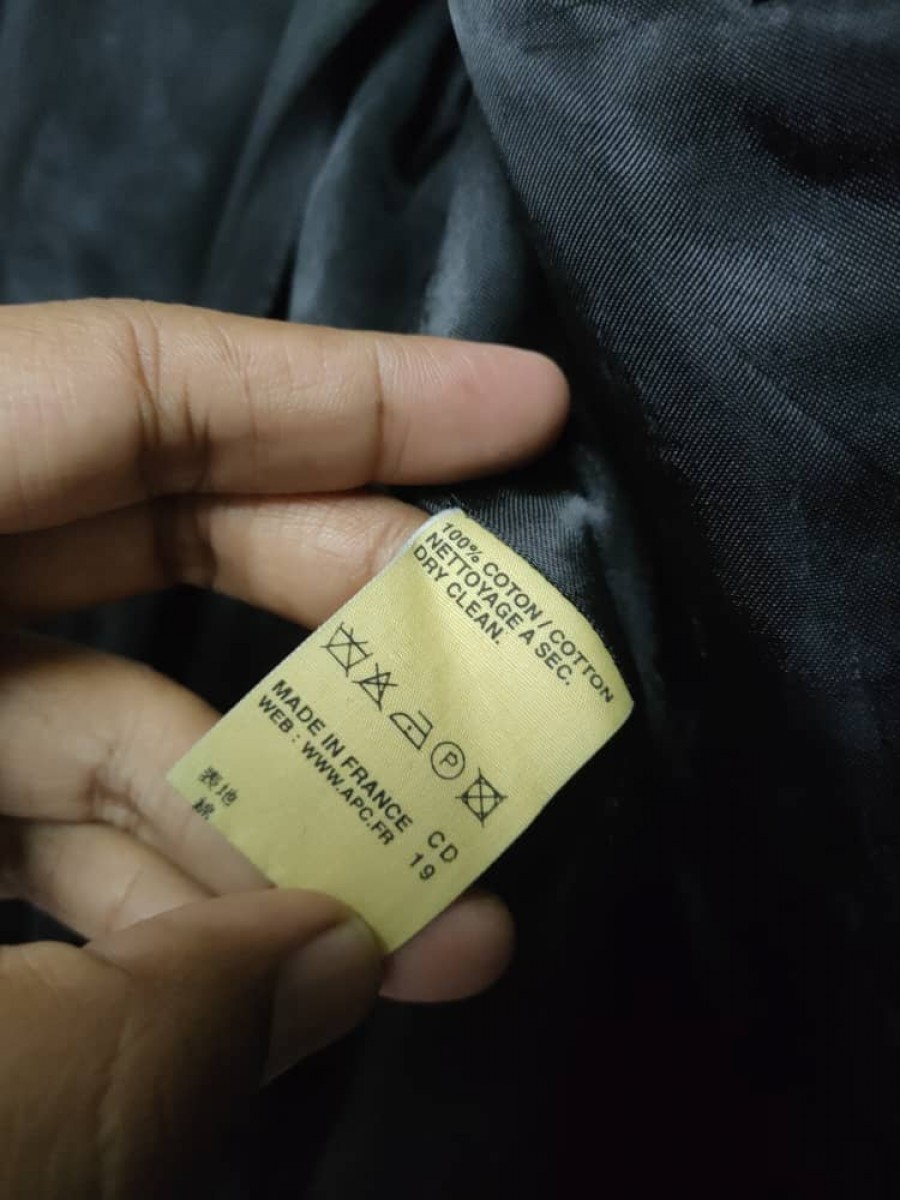 100% COTON / COTTON
NETTOYAGE A SEC.
DRY CLEAN.
P
MADE IN FRANCE CD
WEB : WWW.APC.FR 19
表地
綿